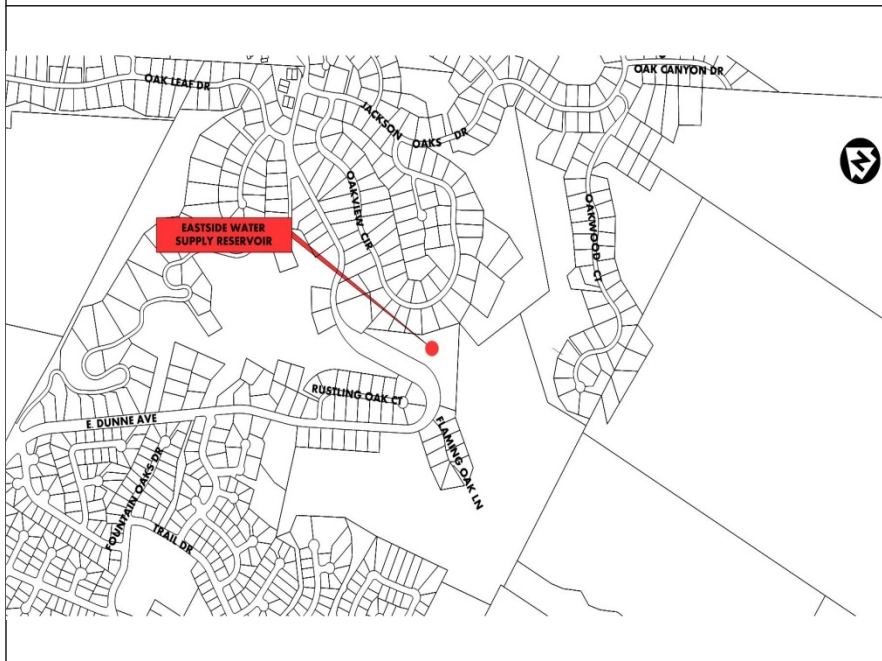 OAK CANYON DR
OAK LEAF DR
JACKSON OAKS DR
OAKVIEW CIR
OAKWOOD CT
EASTSIDE WATER
SUPPLY RESERVOIR
N
RUSTLING OAK CT
E. DUNNE AVE
FLAMING OAK LN
FOUNTAIN OAKS DR
TRAIL DR